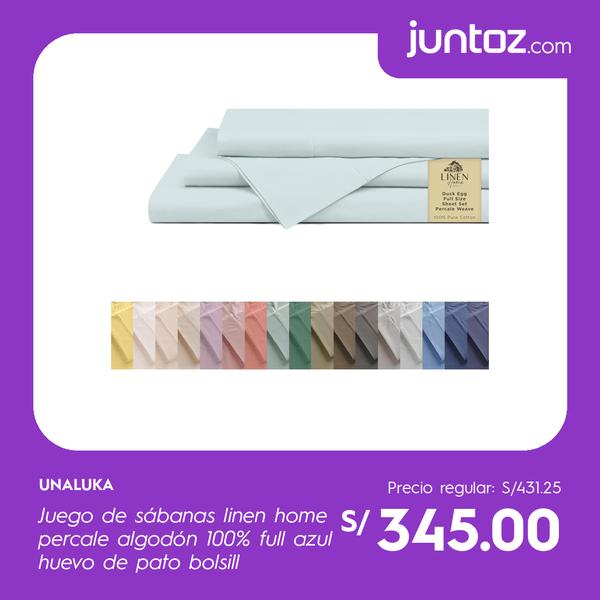 juntoz.com
LINEN
Home
Duck Egg
Full Size
Sheet Set
Percale Weave
100% Pure Cotton
UNALUKA
Precio regular: S/431.25
Juego de sábanas linen home
percale algodón 100% full azul
huevo de pato bolsill
S/ 345.00